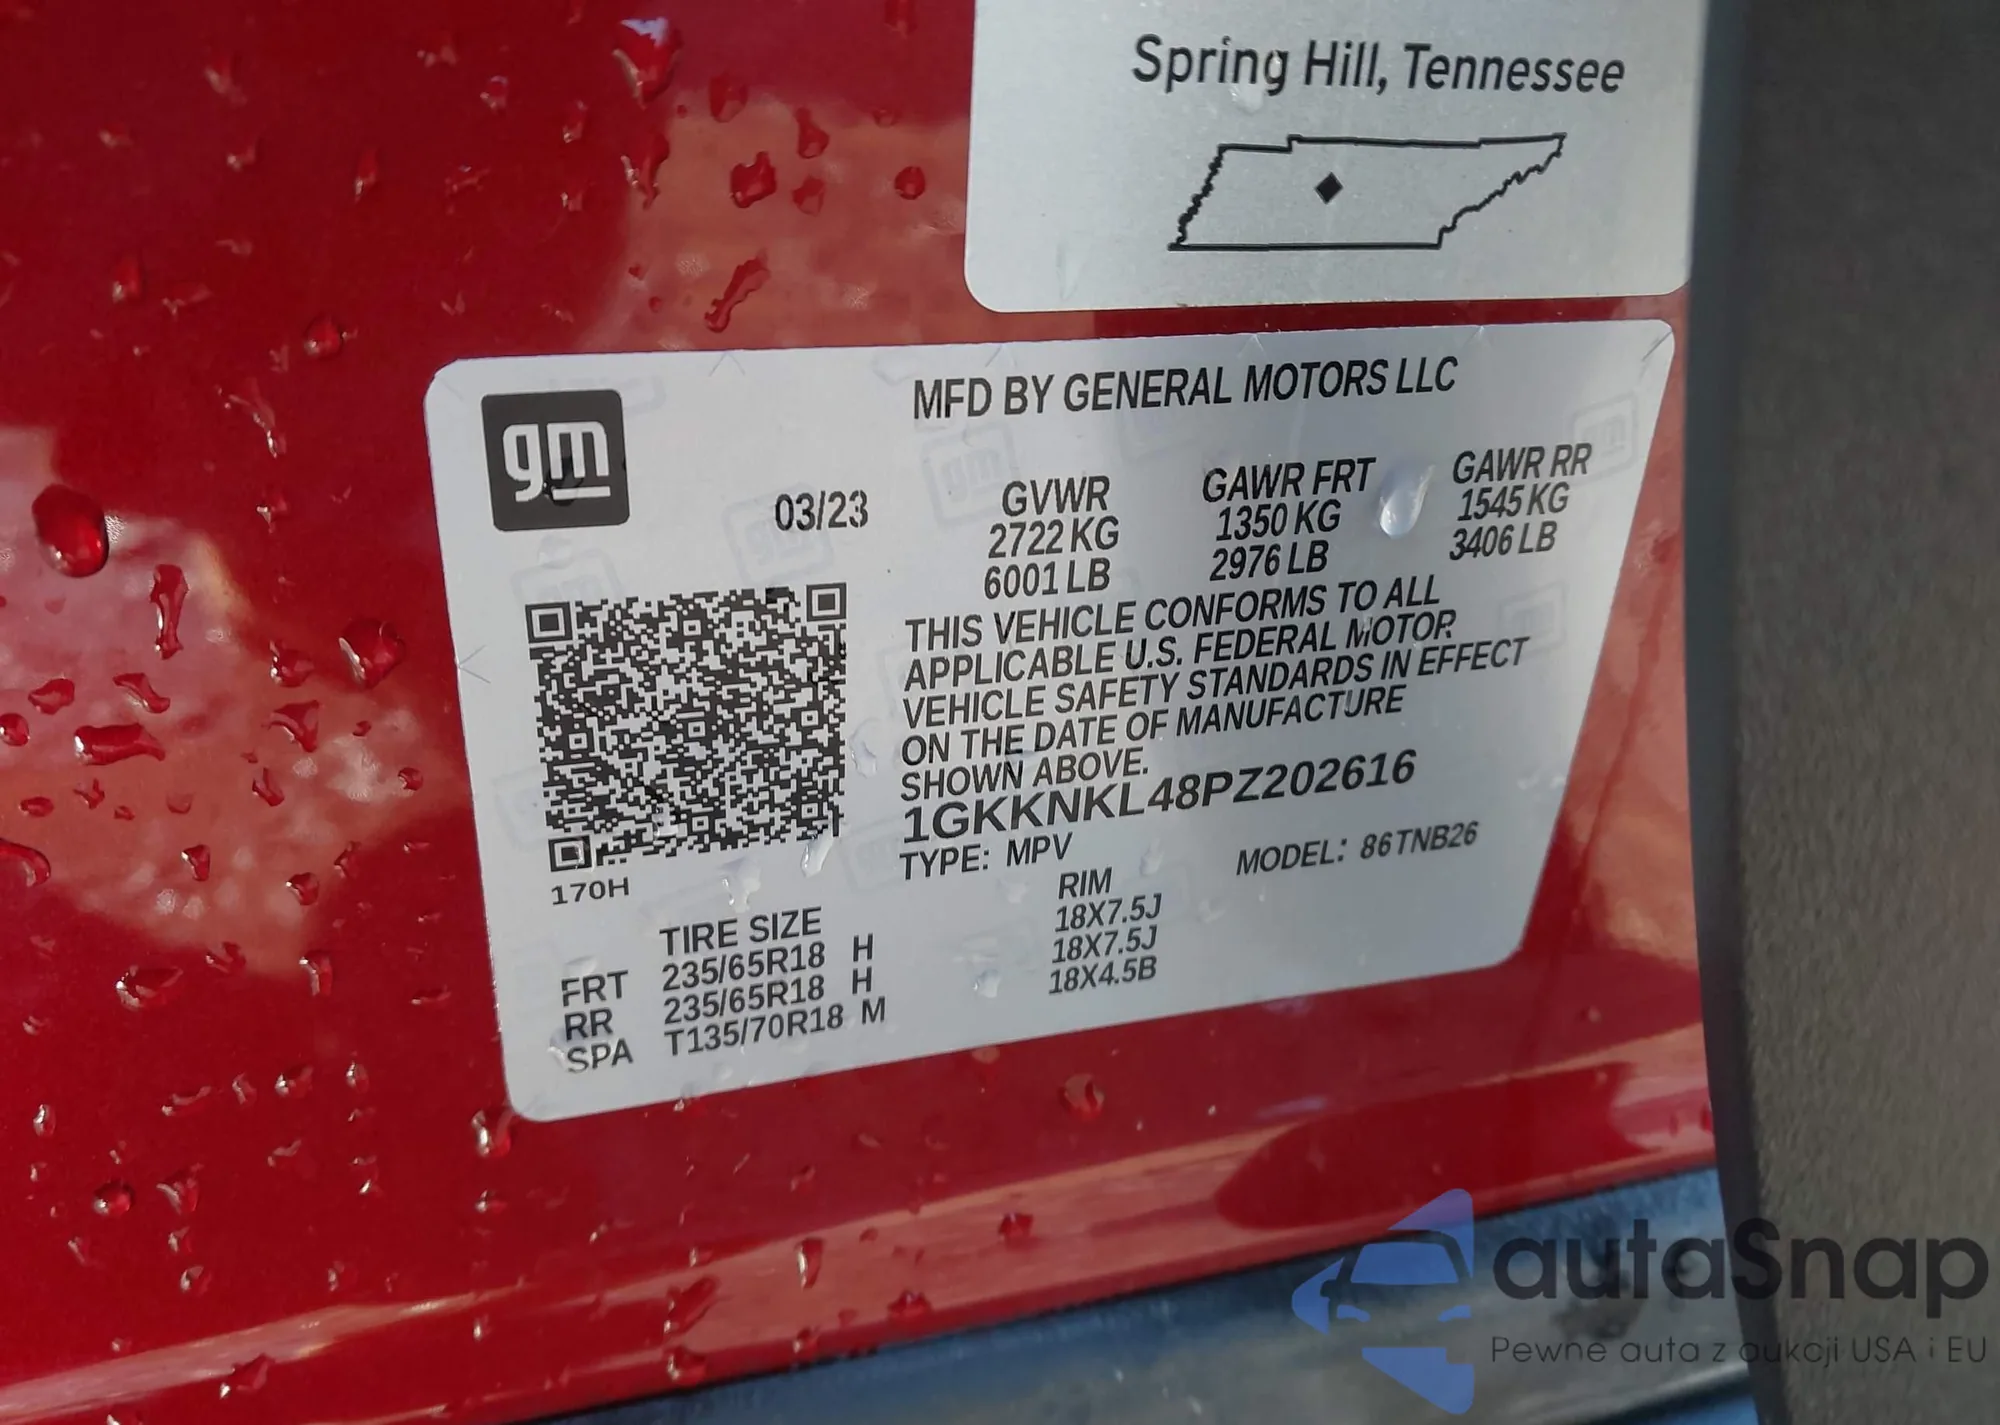 Spring Hill, Tennessee
gm
MFD BY GENERAL MOTORS LLC
03/23
GVWR GAWR FRT GAWR RR
2722 KG 1350 KG 1545 KG
6001 LB 2976 LB 3406 LB
THIS VEHICLE CONFORMS TO ALL
APPLICABLE U.S. FEDERAL MOTOR
VEHICLE SAFETY STANDARDS IN EFFECT
ON THE DATE OF MANUFACTURE
SHOWN ABOVE.
1GKKNKL48PZ202616
TYPE: MPV MODEL: 86TNB26
170H
TIRE SIZE RIM
FRT 235/65R18 H 18X7.5J
RR 235/65R18 H 18X7.5J
SPA T135/70R18 M 18X4.5B
autaSnap
Pewne auta z aukcji USA i EU